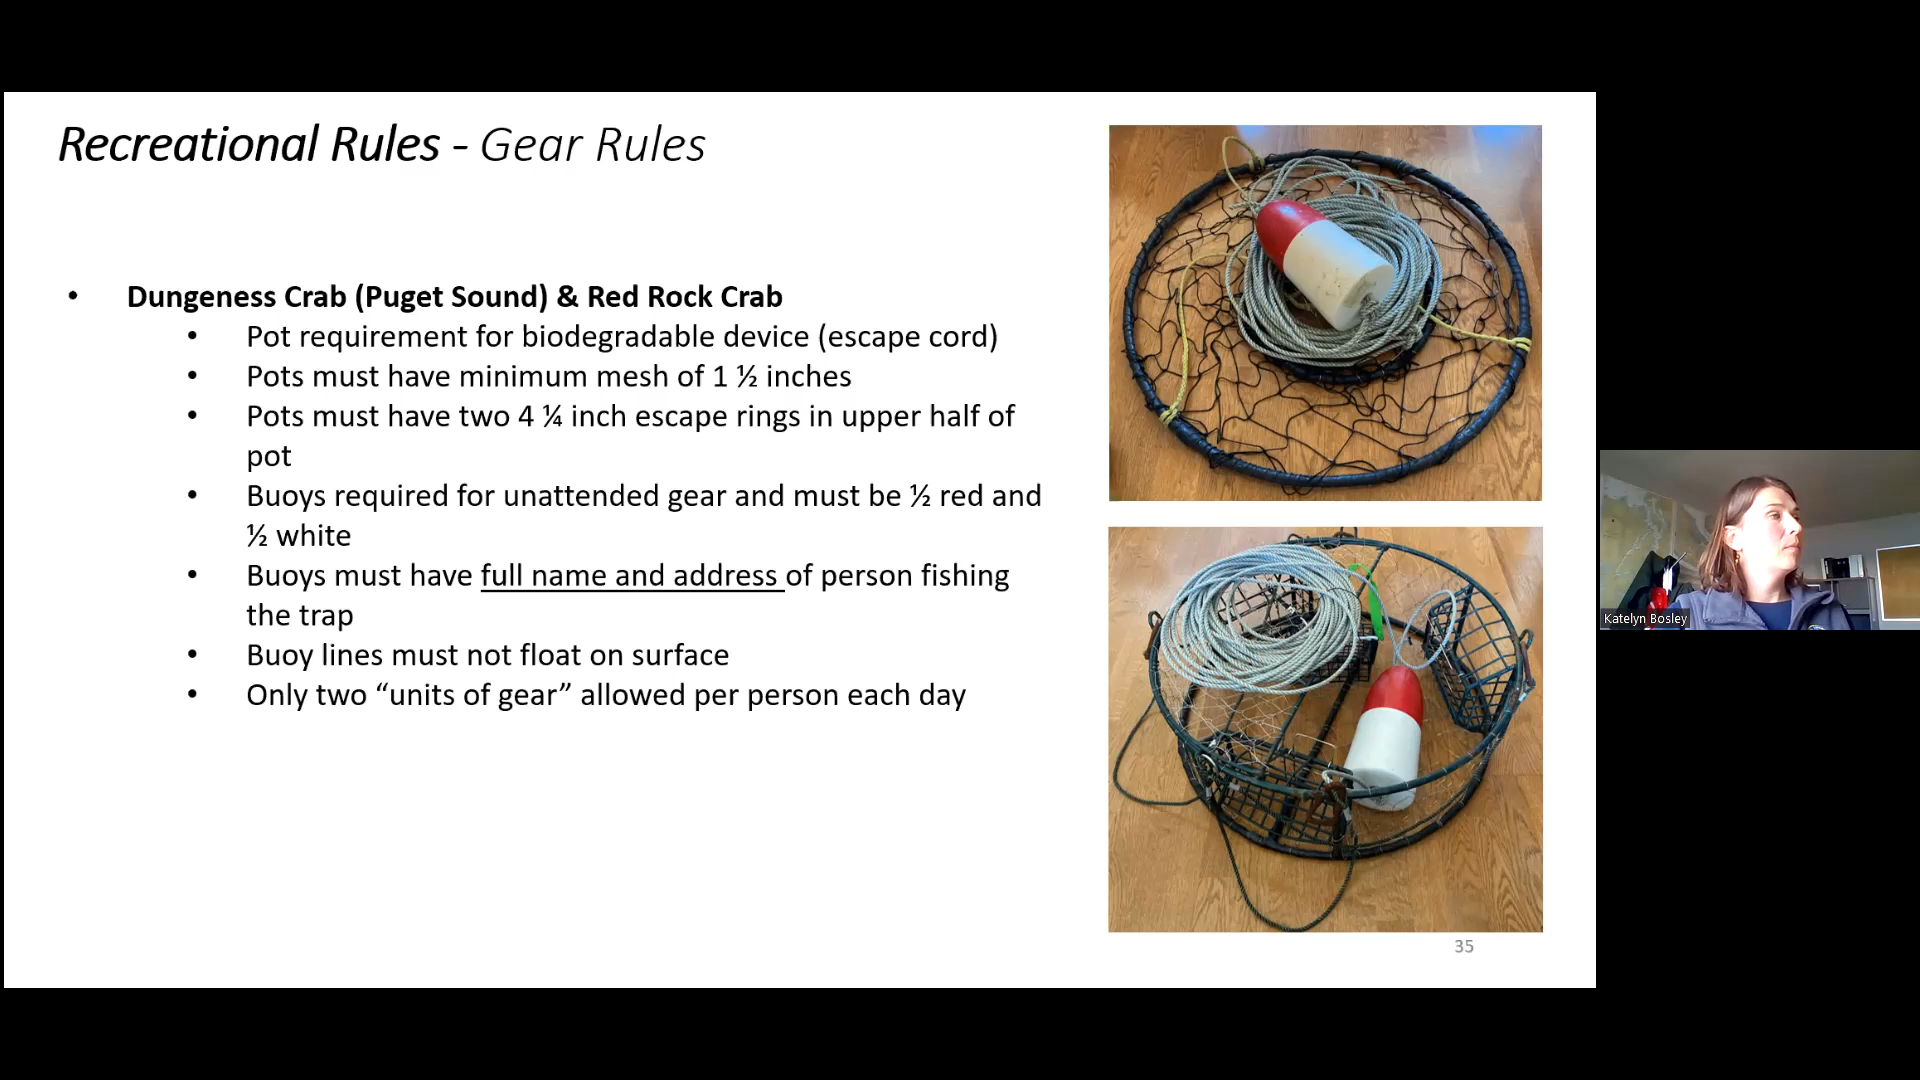 Recreational Rules - Gear Rules
• Dungeness Crab (Puget Sound) & Red Rock Crab
• Pot requirement for biodegradable device (escape cord)
• Pots must have minimum mesh of 1 ½ inches
• Pots must have two 4 ¼ inch escape rings in upper half of
pot
• Buoys required for unattended gear and must be ½ red and
½ white
• Buoys must have full name and address of person fishing
the trap
• Buoy lines must not float on surface
• Only two “units of gear” allowed per person each day
35
Katelyn Bosley